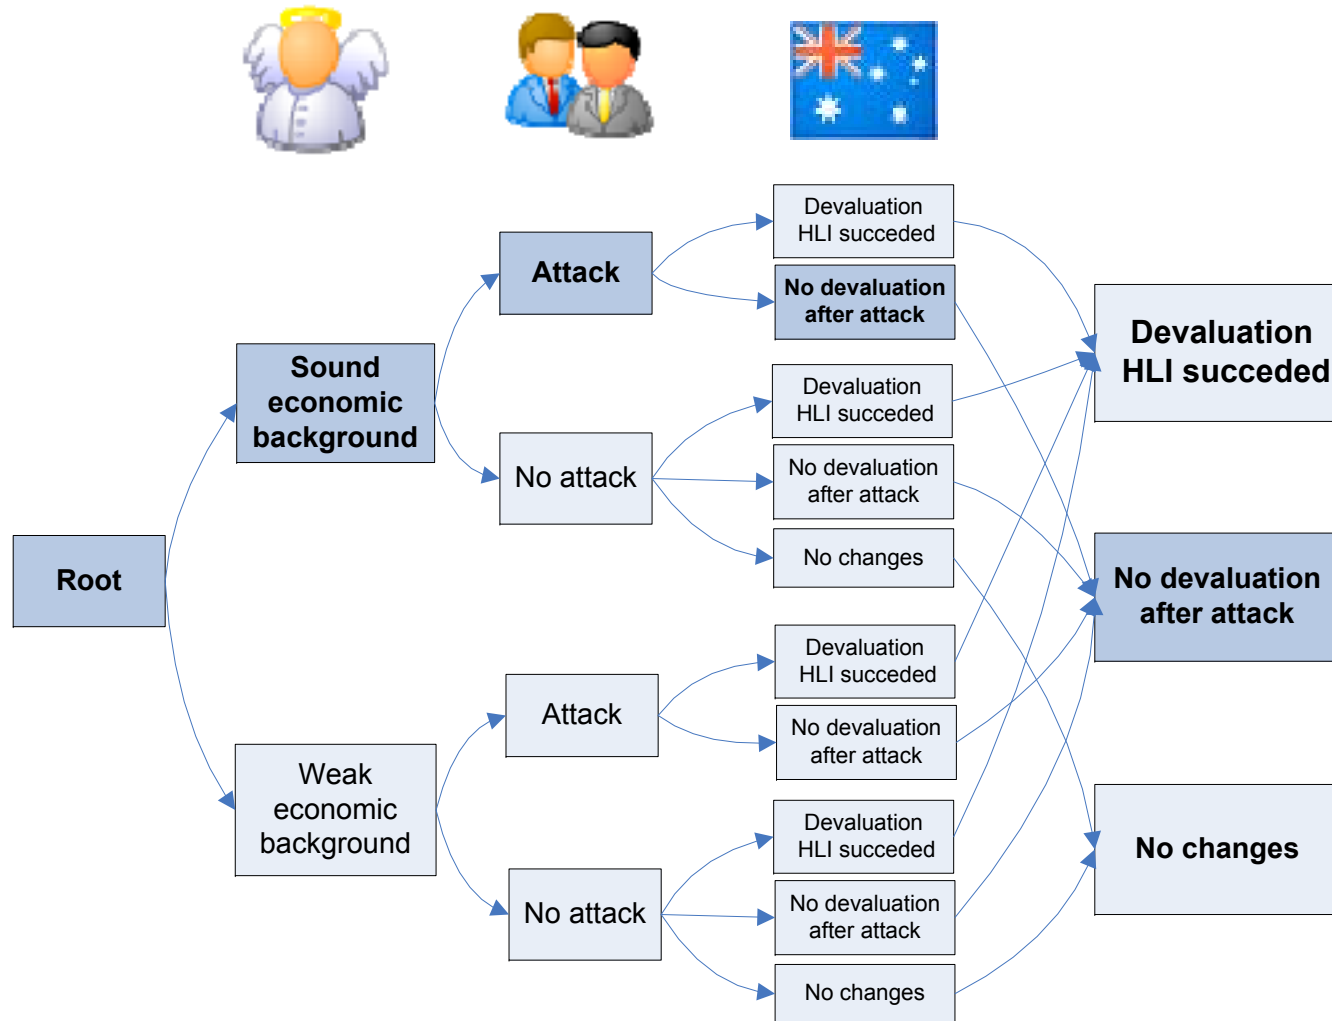 Root
Sound
economic
background
Weak
economic
background
Attack
No attack
Attack
No attack
Devaluation
HLI succeded
No devaluation
after attack
Devaluation
HLI succeded
No devaluation
after attack
No changes
Devaluation
HLI succeded
No devaluation
after attack
Devaluation
HLI succeded
No devaluation
after attack
No changes
Devaluation
HLI succeded
No devaluation
after attack
No changes